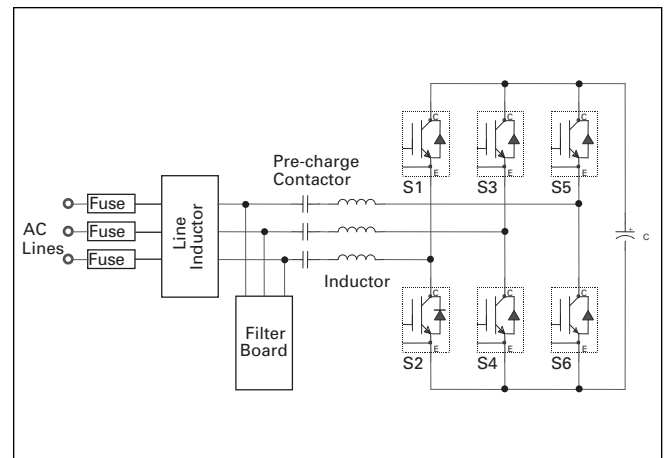 C
C
C
Pre-charge
Contactor
E
E
E
S1
S3
S5
Fuse
AC
Lines
Fuse
Fuse
Line
Inductor
+
C
Inductor
C
C
C
Filter
Board
E
E
E
S2
S4
S6